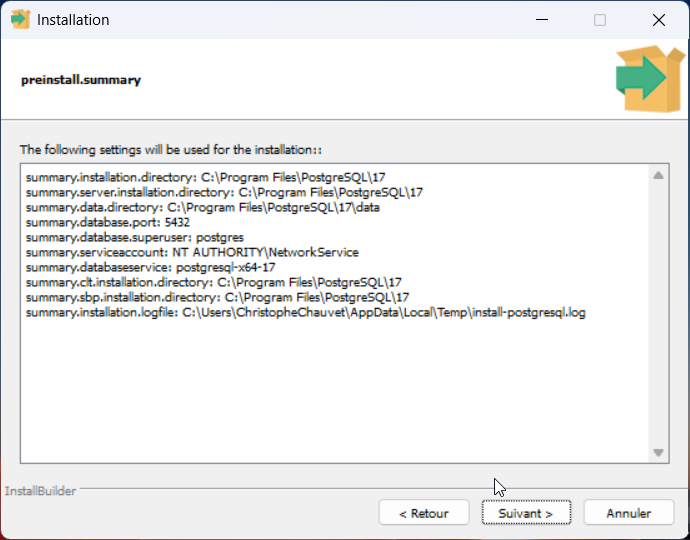 Installation
preinstall.summary
The following settings will be used for the installation::
summary.installation.directory: C:\Program Files\PostgreSQL\17
summary.server.installation.directory: C:\Program Files\PostgreSQL\17
summary.data.directory: C:\Program Files\PostgreSQL\17\data
summary.database.port: 5432
summary.database.superuser: postgres
summary.serviceaccount: NT AUTHORITY\NetworkService
summary.databaseservice: postgresql-x64-17
summary.clt.installation.directory: C:\Program Files\PostgreSQL\17
summary.sbp.installation.directory: C:\Program Files\PostgreSQL\17
summary.installation.logfile: C:\Users\ChristopheChauvet\AppData\Local\Temp\install-postgresql.log
InstallBuilder
< Retour
Suivant >
Annuler